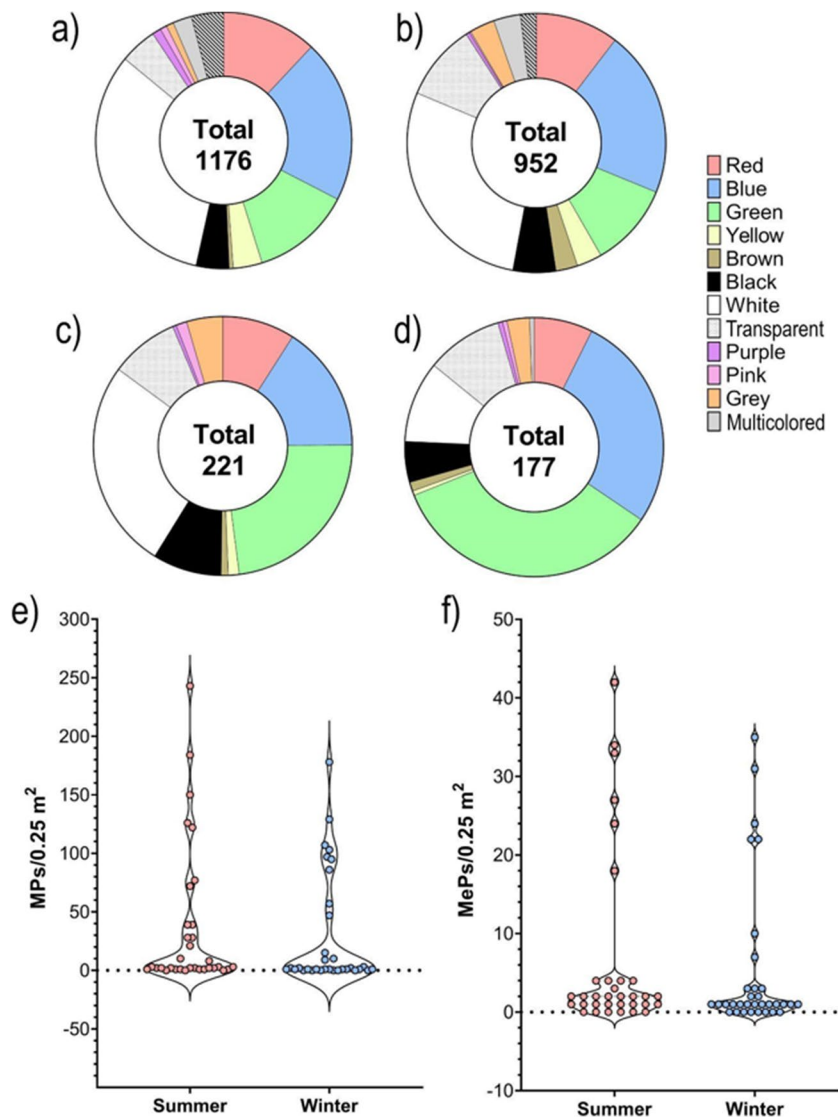 a)
Total
1176
b)
Total
952
Red
Blue
Green
Yellow
Brown
Black
White
Transparent
Purple
Pink
Grey
Multicolored
c)
Total
221
d)
Total
177
e)
300
250
200
150
100
50
0
-50
MPs/0.25 m²
Summer
Winter
f)
50
40
30
20
10
0
-10
MePs/0.25 m²
Summer
Winter